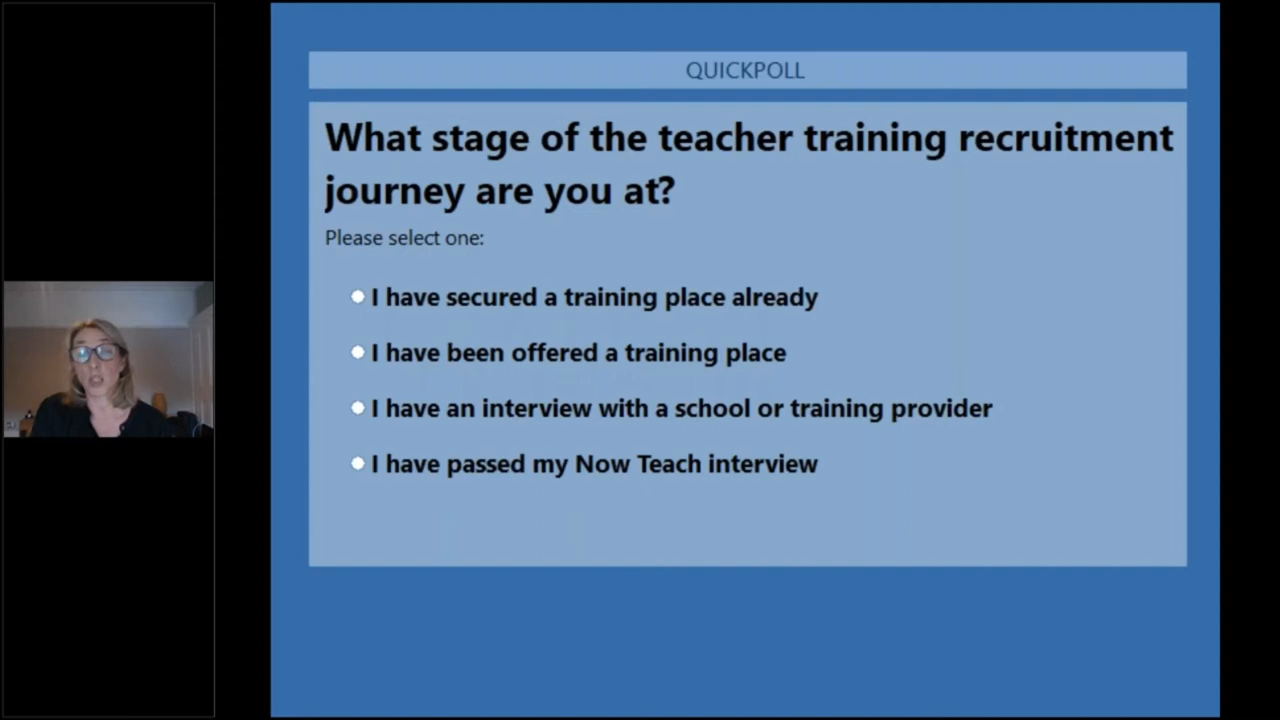 QUICKPOLL
What stage of the teacher training recruitment
journey are you at?
Please select one:
I have secured a training place already
I have been offered a training place
I have an interview with a school or training provider
I have passed my Now Teach interview